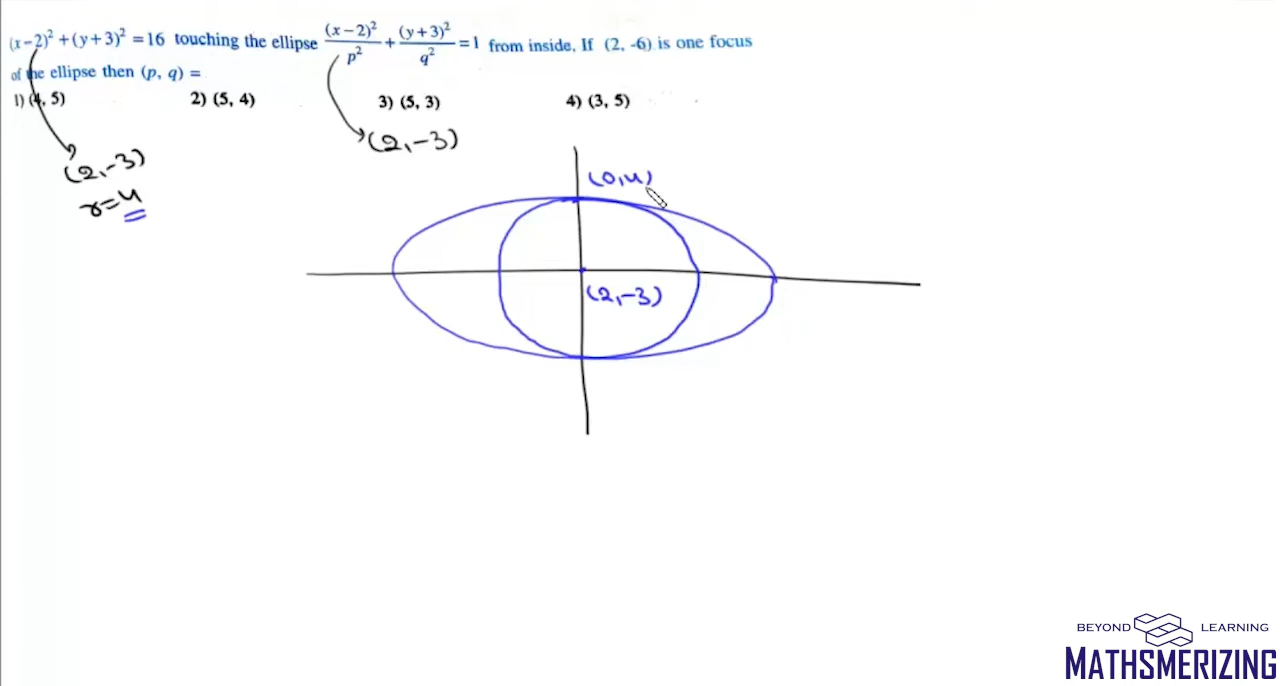 (x-2)² + (y+3)² = 16 touching the ellipse (x-2)²/p² + (y+3)²/q² = 1 from inside. If (2, -6) is one focus
of the ellipse then (p, q) =
1) (4, 5) 2) (5, 4) 3) (5, 3) 4) (3, 5)
(2,-3)
(2,-3)
r=4
(0,4)
(2,-3)
BEYOND LEARNING
MATHSMERIZING